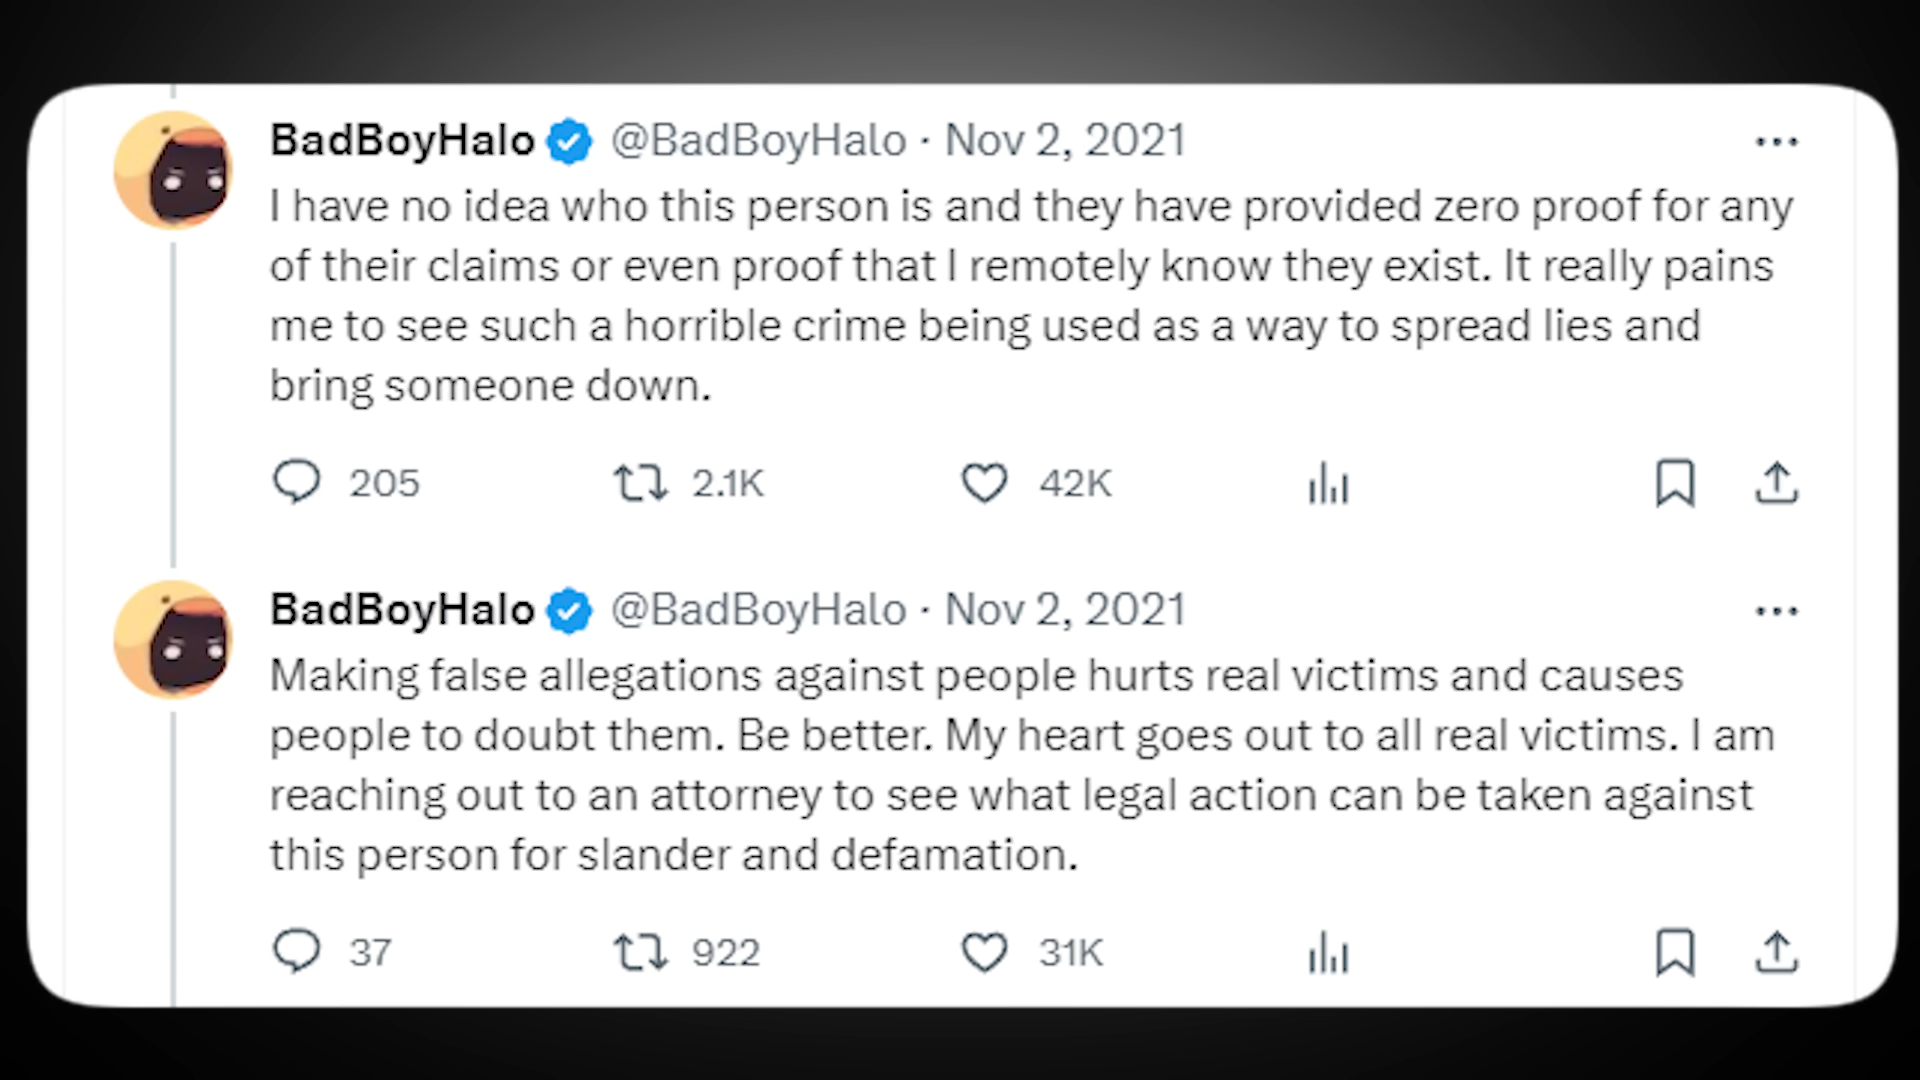 BadBoyHalo @BadBoyHalo · Nov 2, 2021
I have no idea who this person is and they have provided zero proof for any
of their claims or even proof that I remotely know they exist. It really pains
me to see such a horrible crime being used as a way to spread lies and
bring someone down.
205 2.1K 42K
BadBoyHalo @BadBoyHalo · Nov 2, 2021
Making false allegations against people hurts real victims and causes
people to doubt them. Be better. My heart goes out to all real victims. I am
reaching out to an attorney to see what legal action can be taken against
this person for slander and defamation.
37 922 31K